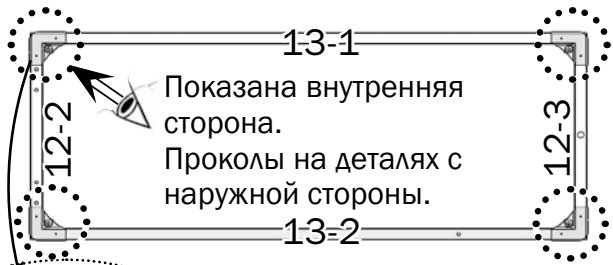 13-1
12-2
Показана внутренняя
сторона.
Проколы на деталях с
наружной стороны.
12-3
13-2